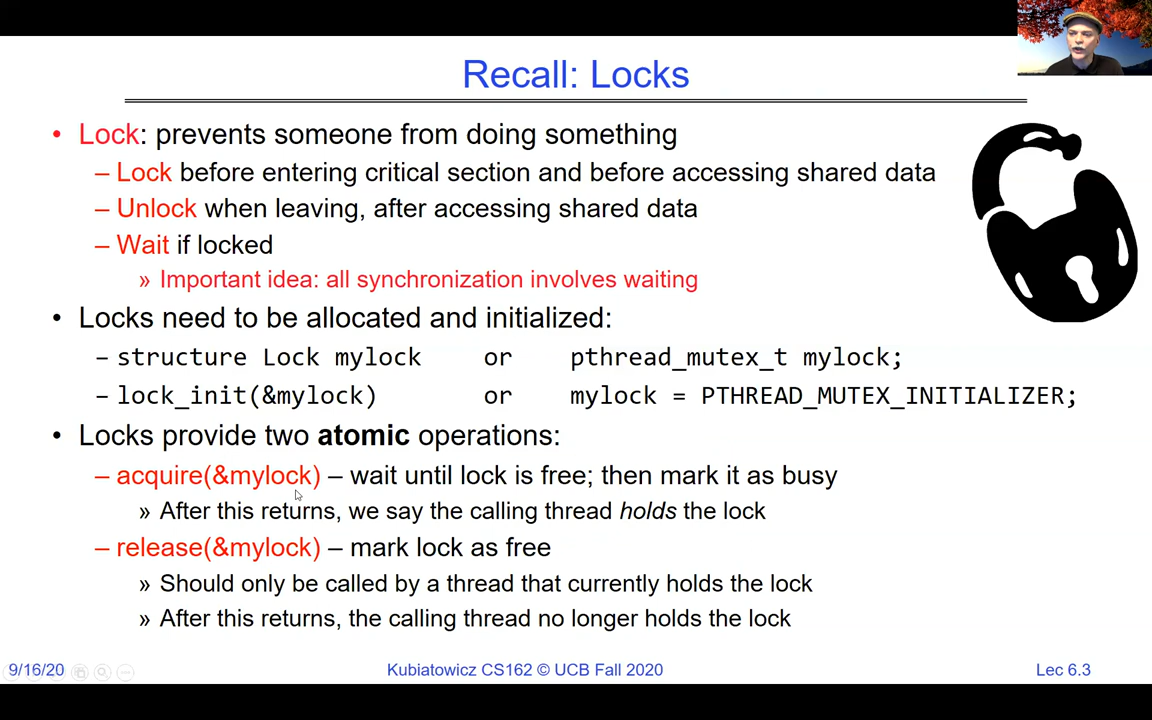 Recall: Locks
• Lock: prevents someone from doing something
– Lock before entering critical section and before accessing shared data
– Unlock when leaving, after accessing shared data
– Wait if locked
» Important idea: all synchronization involves waiting
• Locks need to be allocated and initialized:
– structure Lock mylock or pthread_mutex_t mylock;
– lock_init(&mylock) or mylock = PTHREAD_MUTEX_INITIALIZER;
• Locks provide two atomic operations:
– acquire(&mylock) – wait until lock is free; then mark it as busy
» After this returns, we say the calling thread holds the lock
– release(&mylock) – mark lock as free
» Should only be called by a thread that currently holds the lock
» After this returns, the calling thread no longer holds the lock
9/16/20 Kubiatowicz CS162 © UCB Fall 2020 Lec 6.3